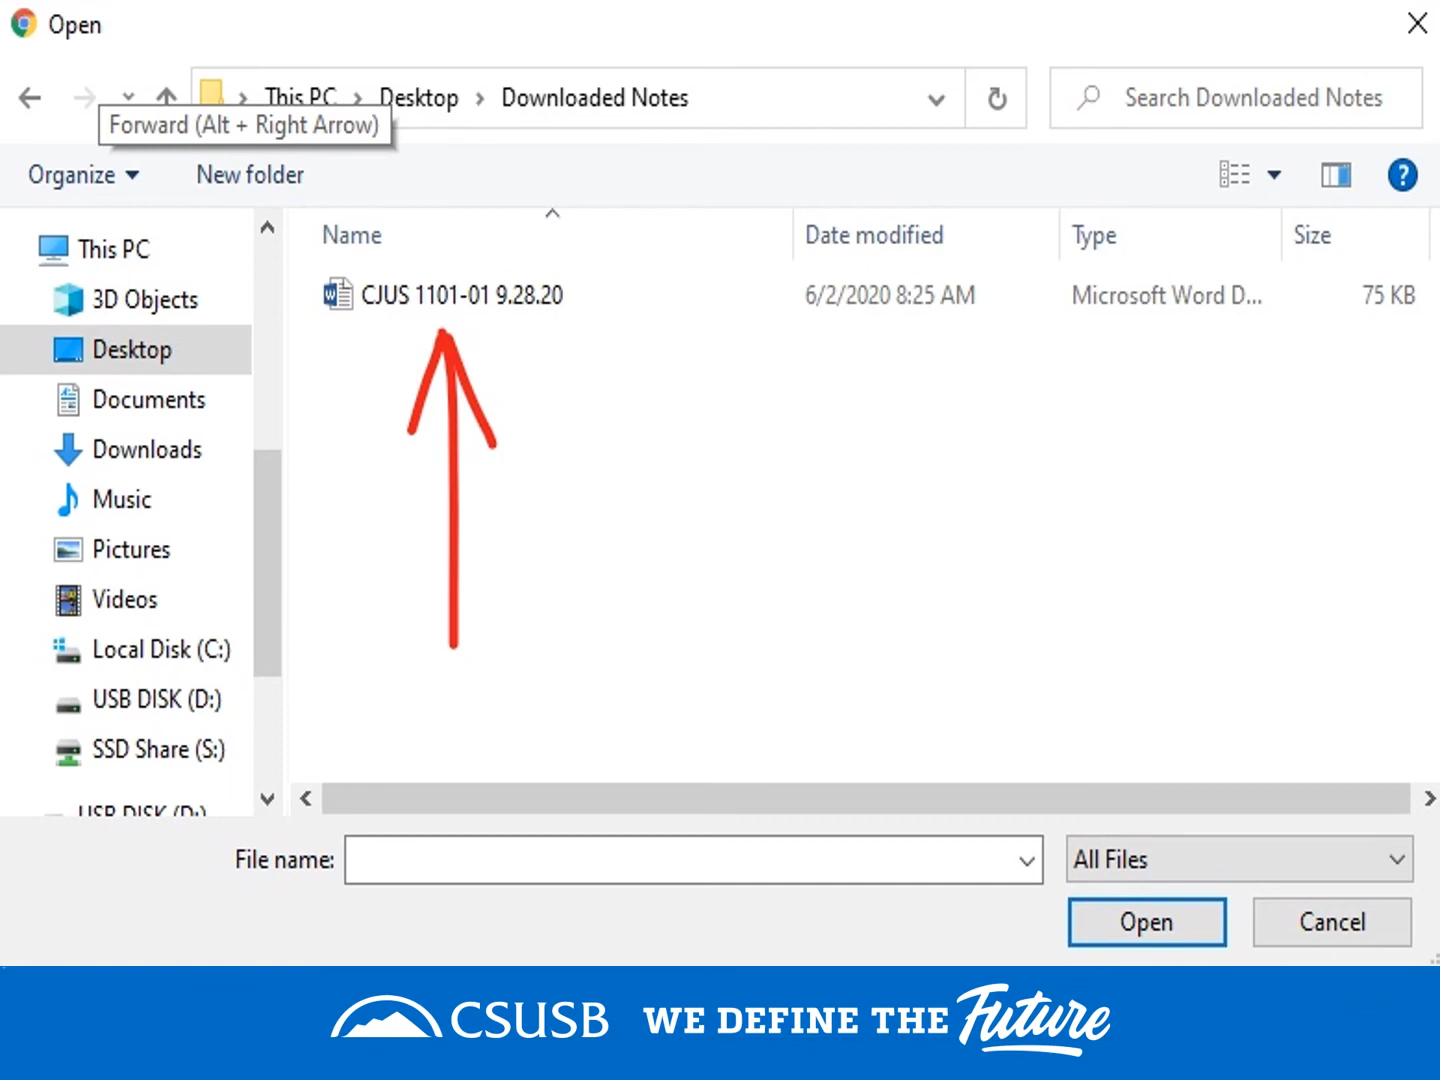 Open
This PC > Desktop > Downloaded Notes
Search Downloaded Notes
Forward (Alt + Right Arrow)
Organize
New folder
?
Name
Date modified
Type
Size
CJUS 1101-01 9.28.20
6/2/2020 8:25 AM
Microsoft Word D...
75 KB
This PC
3D Objects
Desktop
Documents
Downloads
Music
Pictures
Videos
Local Disk (C:)
USB DISK (D:)
SSD Share (S:)
USB DISK (D:)
File name:
All Files
Open
Cancel
CSUSB WE DEFINE THE Future